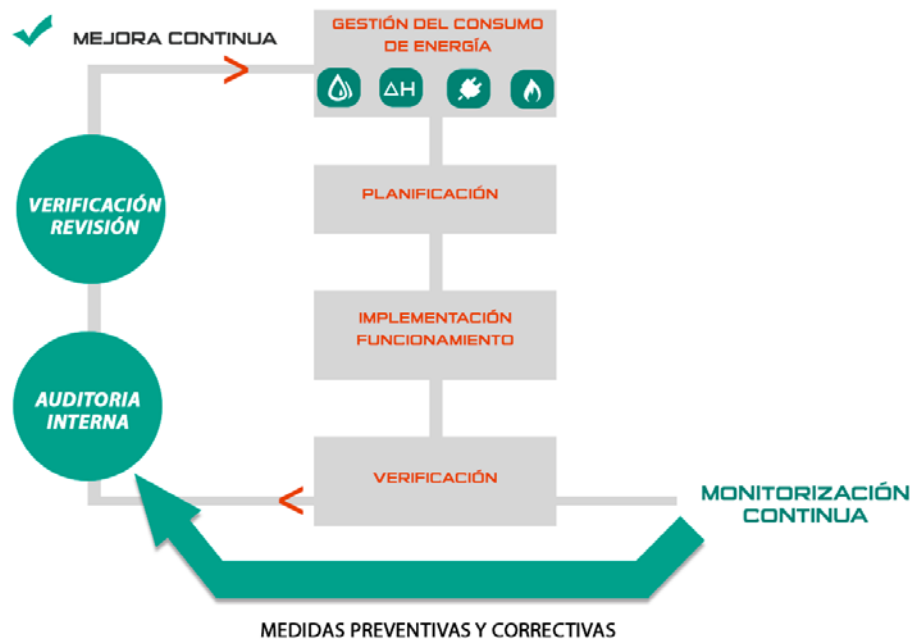 MEJORA CONTINUA
GESTIÓN DEL CONSUMO
DE ENERGÍA
ΔH
PLANIFICACIÓN
VERIFICACIÓN
REVISIÓN
IMPLEMENTACIÓN
FUNCIONAMIENTO
AUDITORIA
INTERNA
VERIFICACIÓN
MONITORIZACIÓN
CONTINUA
MEDIDAS PREVENTIVAS Y CORRECTIVAS